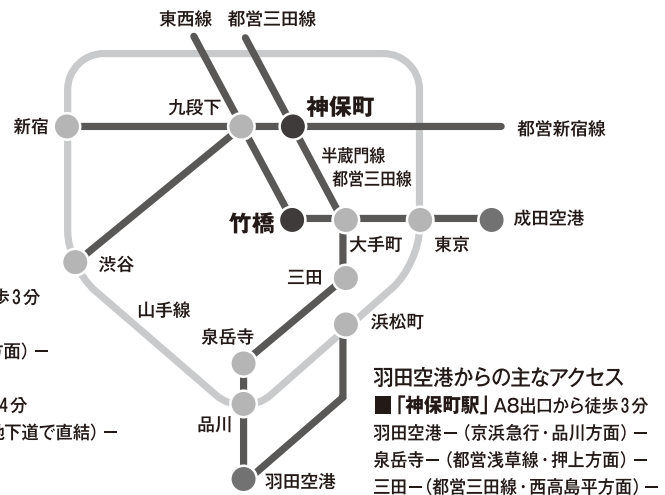 東西線 都営三田線
九段下
神保町
新宿
都営新宿線
半蔵門線
都営三田線
竹橋
成田空港
大手町
東京
渋谷
三田
歩3分
山手線
浜松町
泉岳寺
方面）ー
羽田空港からの主なアクセス
■「神保町駅」A8出口から徒歩3分
4分
品川
地下道で直結）ー
羽田空港ー（京浜急行・品川方面）ー
泉岳寺ー（都営浅草線・押上方面）ー
羽田空港
三田ー（都営三田線・西高島平方面）ー